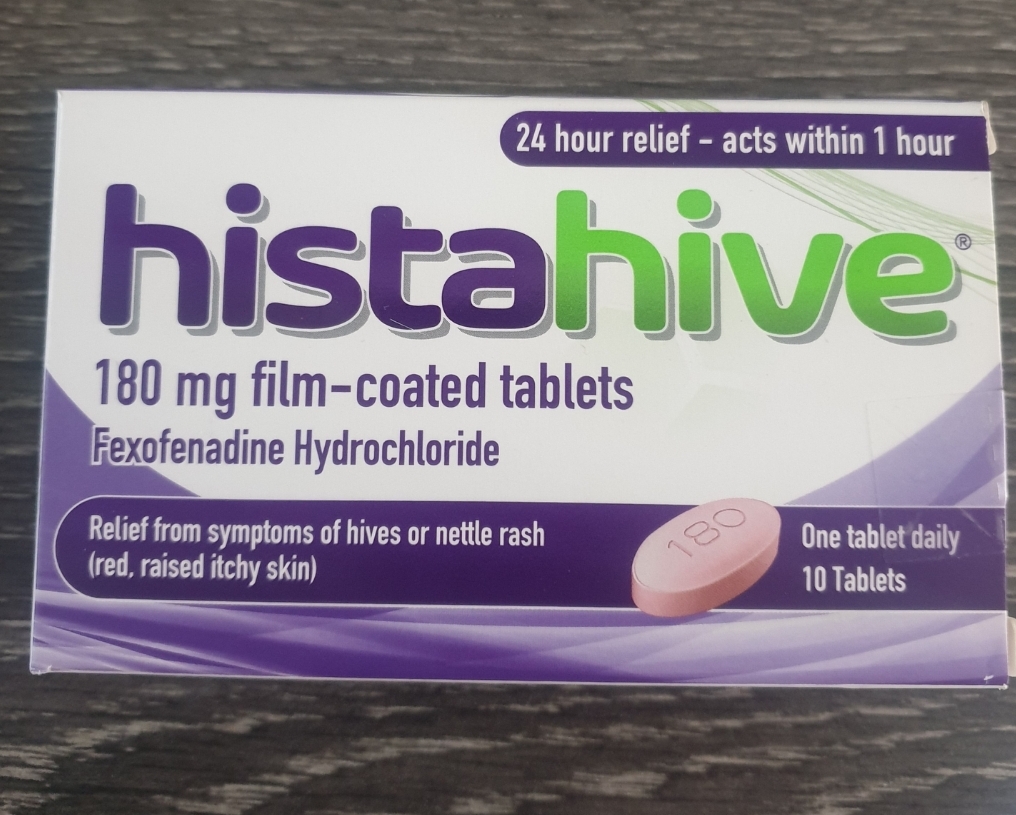 24 hour relief – acts within 1 hour
histahive®
180 mg film-coated tablets
Fexofenadine Hydrochloride
Relief from symptoms of hives or nettle rash
(red, raised itchy skin)
180
One tablet daily
10 Tablets